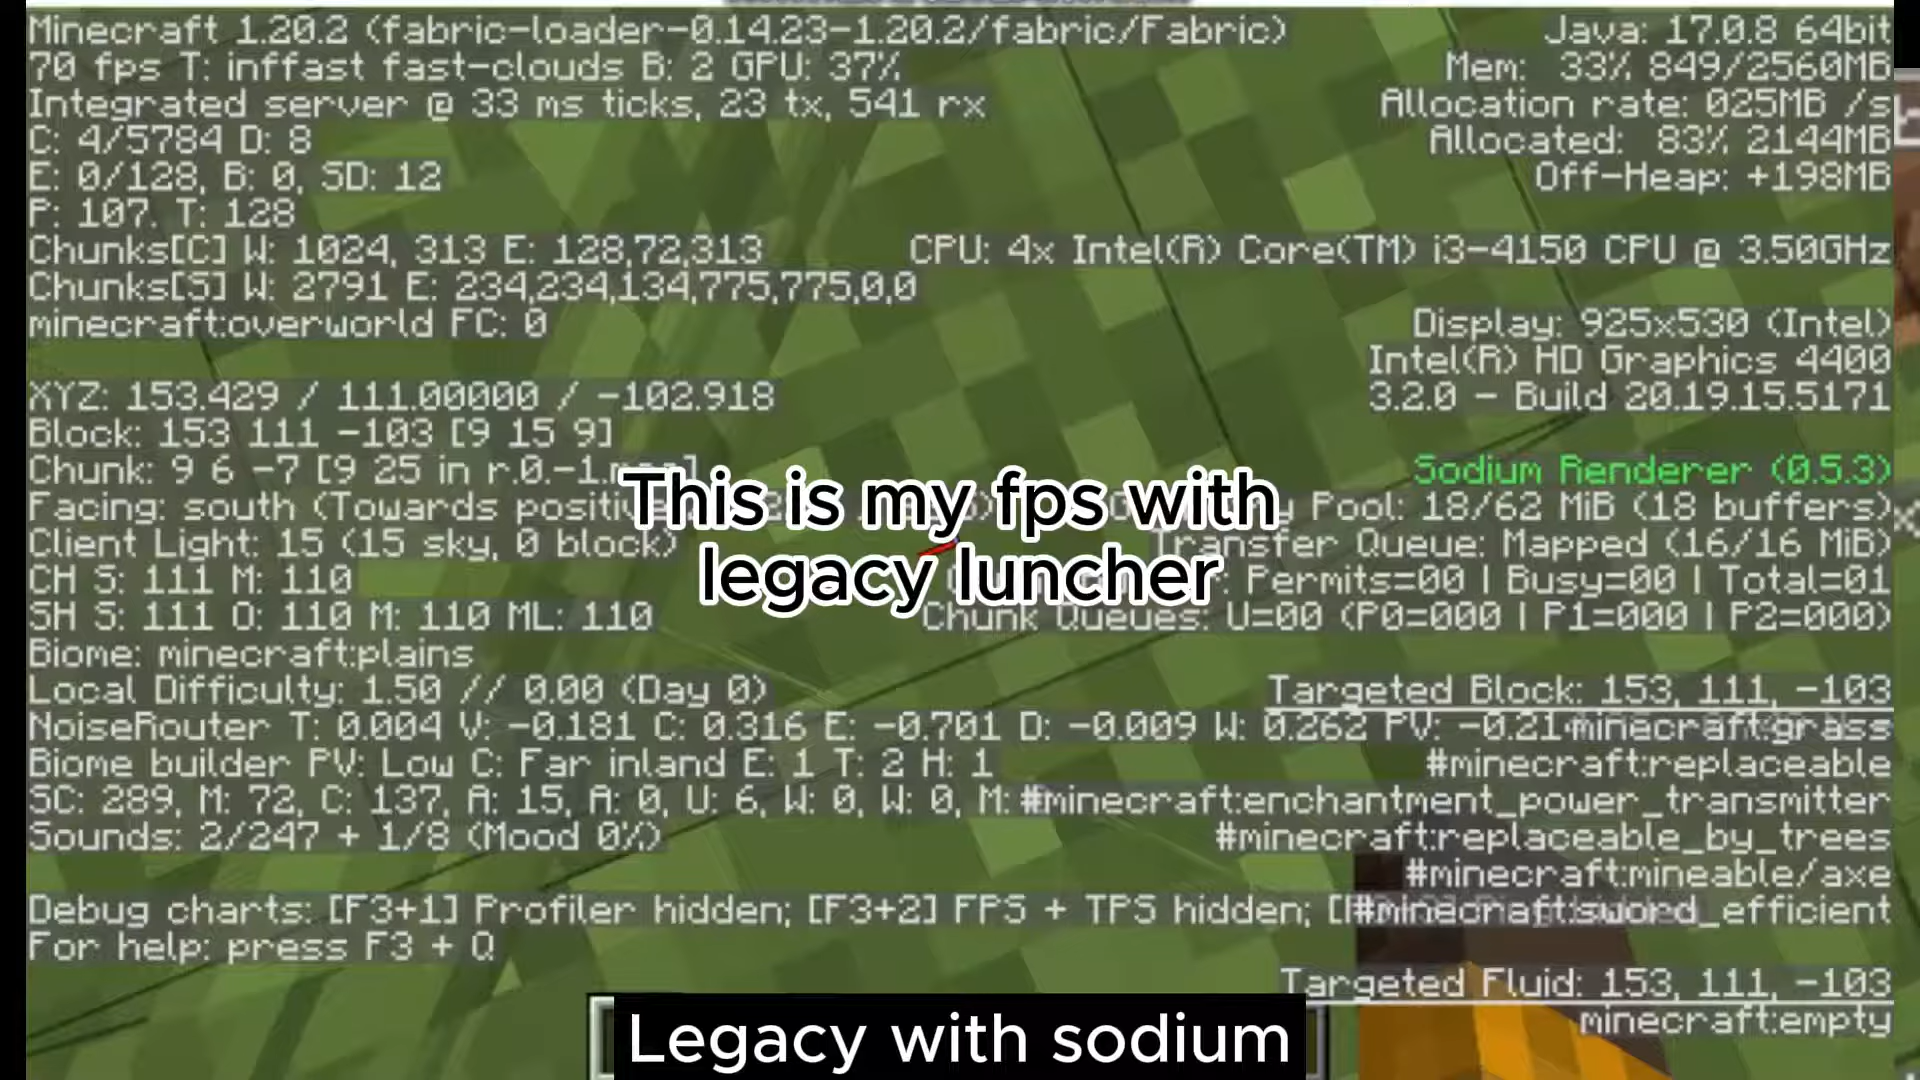 Minecraft 1.20.2 (fabric-loader-0.14.23-1.20.2/fabric/Fabric)
70 fps T: inffast fast-clouds B: 2 GPU: 37%
Integrated server @ 33 ms ticks, 23 tx, 541 rx
C: 4/5784 D: 8
E: 0/128, B: 0, SD: 12
P: 107. T: 128
Chunks[C] W: 1024, 313 E: 128,72,313
Chunks[S] W: 2791 E: 234,234,134,775,775,0,0
minecraft:overworld FC: 0
XYZ: 153.429 / 111.00000 / -102.918
Block: 153 111 -103 [9 15 9]
Chunk: 9 6 -7 [9 25 in r.0.-1.
Facing: south (Towards
Client Light: 15 (15 sky, 0 block)
CH S: 111 M: 110
SH S: 111 O: 110 M: 110 ML: 110
Biome: minecraft:plains
Local Difficulty: 1.50 // 0.00 (Day 0)
NoiseRouter T: 0.004 V: -0.181 C: 0.316 E: -0.701 D: -0.009 W: 0.262 PV: -0.21
Biome builder PV: Low C: Far inland E: 1 T: 2 H: 1
SC: 289, M: 72, C: 137, A: 15, A: 0, U: 6, W: 0, W: 0, M:
Sounds: 2/247 + 1/8 (Mood 0%)
Debug charts: [F3+1] Profiler hidden; [F3+2] FPS + TPS hidden;
For help: press F3 + Q
Java: 17.0.8 64bit
Mem: 33% 849/2560MB
Allocation rate: 025MB /s
Allocated: 83% 2144MB
Off-Heap: +198MB
CPU: 4x Intel(R) Core(TM) i3-4150 CPU @ 3.50GHz
Display: 925x530 (Intel)
Intel(R) HD Graphics 4400
3.2.0 - Build 20.19.15.5171
Sodium Renderer (0.5.3)
Pool: 18/62 MiB (18 buffers)
Transfer Queue: Mapped (16/16 MiB)
Permits=00 | Busy=00 | Total=01
Chunk Queues: U=00 (P0=000 | P1=000 | P2=000)
Targeted Block: 153, 111, -103
minecraft:grass
#minecraft:replaceable
#minecraft:enchantment_power_transmitter
#minecraft:replaceable_by_trees
#minecraft:mineable/axe
#minecraft:sword_efficient
Targeted Fluid: 153, 111, -103
minecraft:empty
This is my fps with
legacy luncher
Legacy with sodium